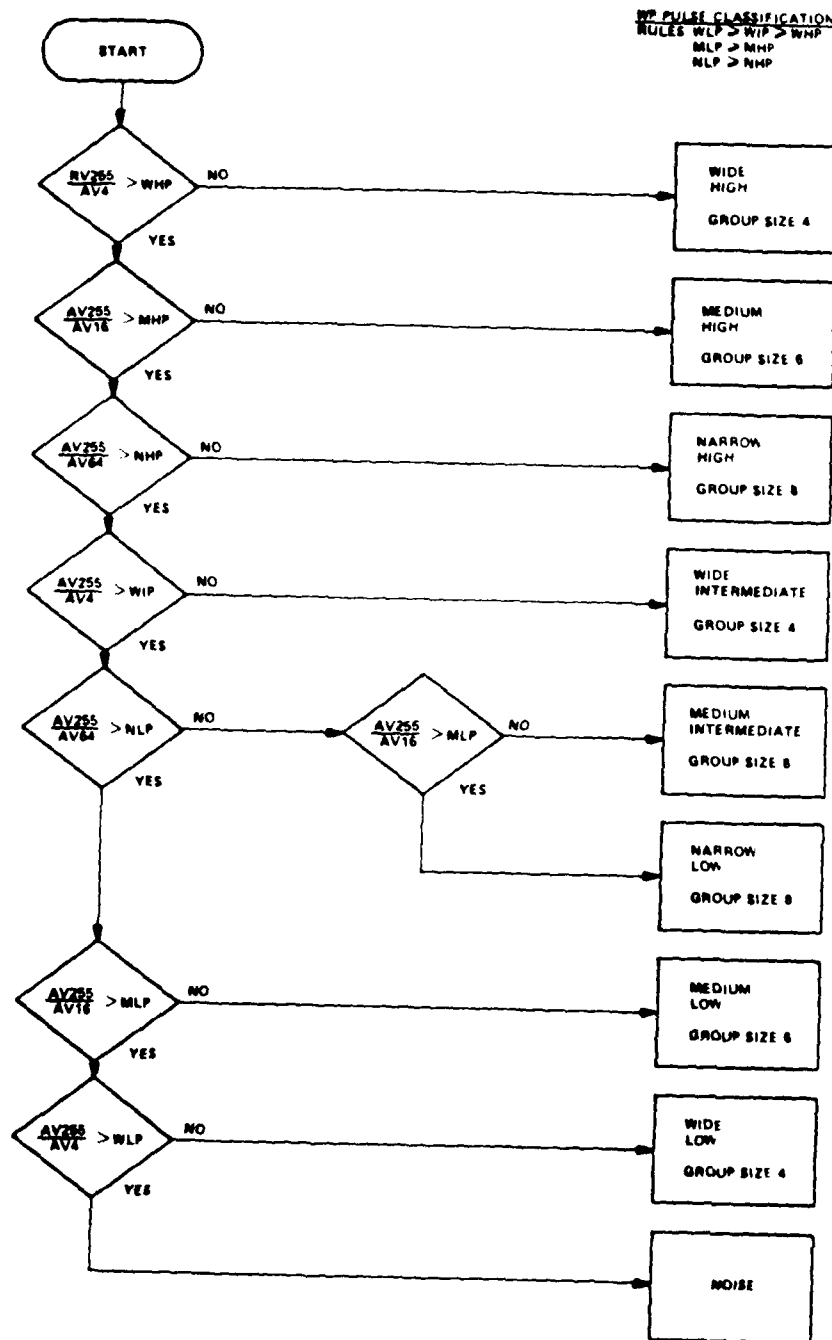 WP PULSE CLASSIFICATION
RULES WLP > WIP > WHP
MLP > MHP
NLP > NHP
START
RV255
AV4 > WHP
NO
YES
WIDE
HIGH
GROUP SIZE 4
AV255
AV16 > MHP
NO
YES
MEDIUM
HIGH
GROUP SIZE 6
AV255
AV64 > NHP
NO
YES
NARROW
HIGH
GROUP SIZE 8
AV255
AV4 > WIP
NO
YES
WIDE
INTERMEDIATE
GROUP SIZE 4
AV255
AV64 > NLP
NO
YES
AV255
AV16 > MLP
NO
YES
MEDIUM
INTERMEDIATE
GROUP SIZE 8
NARROW
LOW
GROUP SIZE 8
AV255
AV16 > MLP
NO
YES
MEDIUM
LOW
GROUP SIZE 6
AV255
AV4 > WLP
NO
YES
WIDE
LOW
GROUP SIZE 4
NOISE